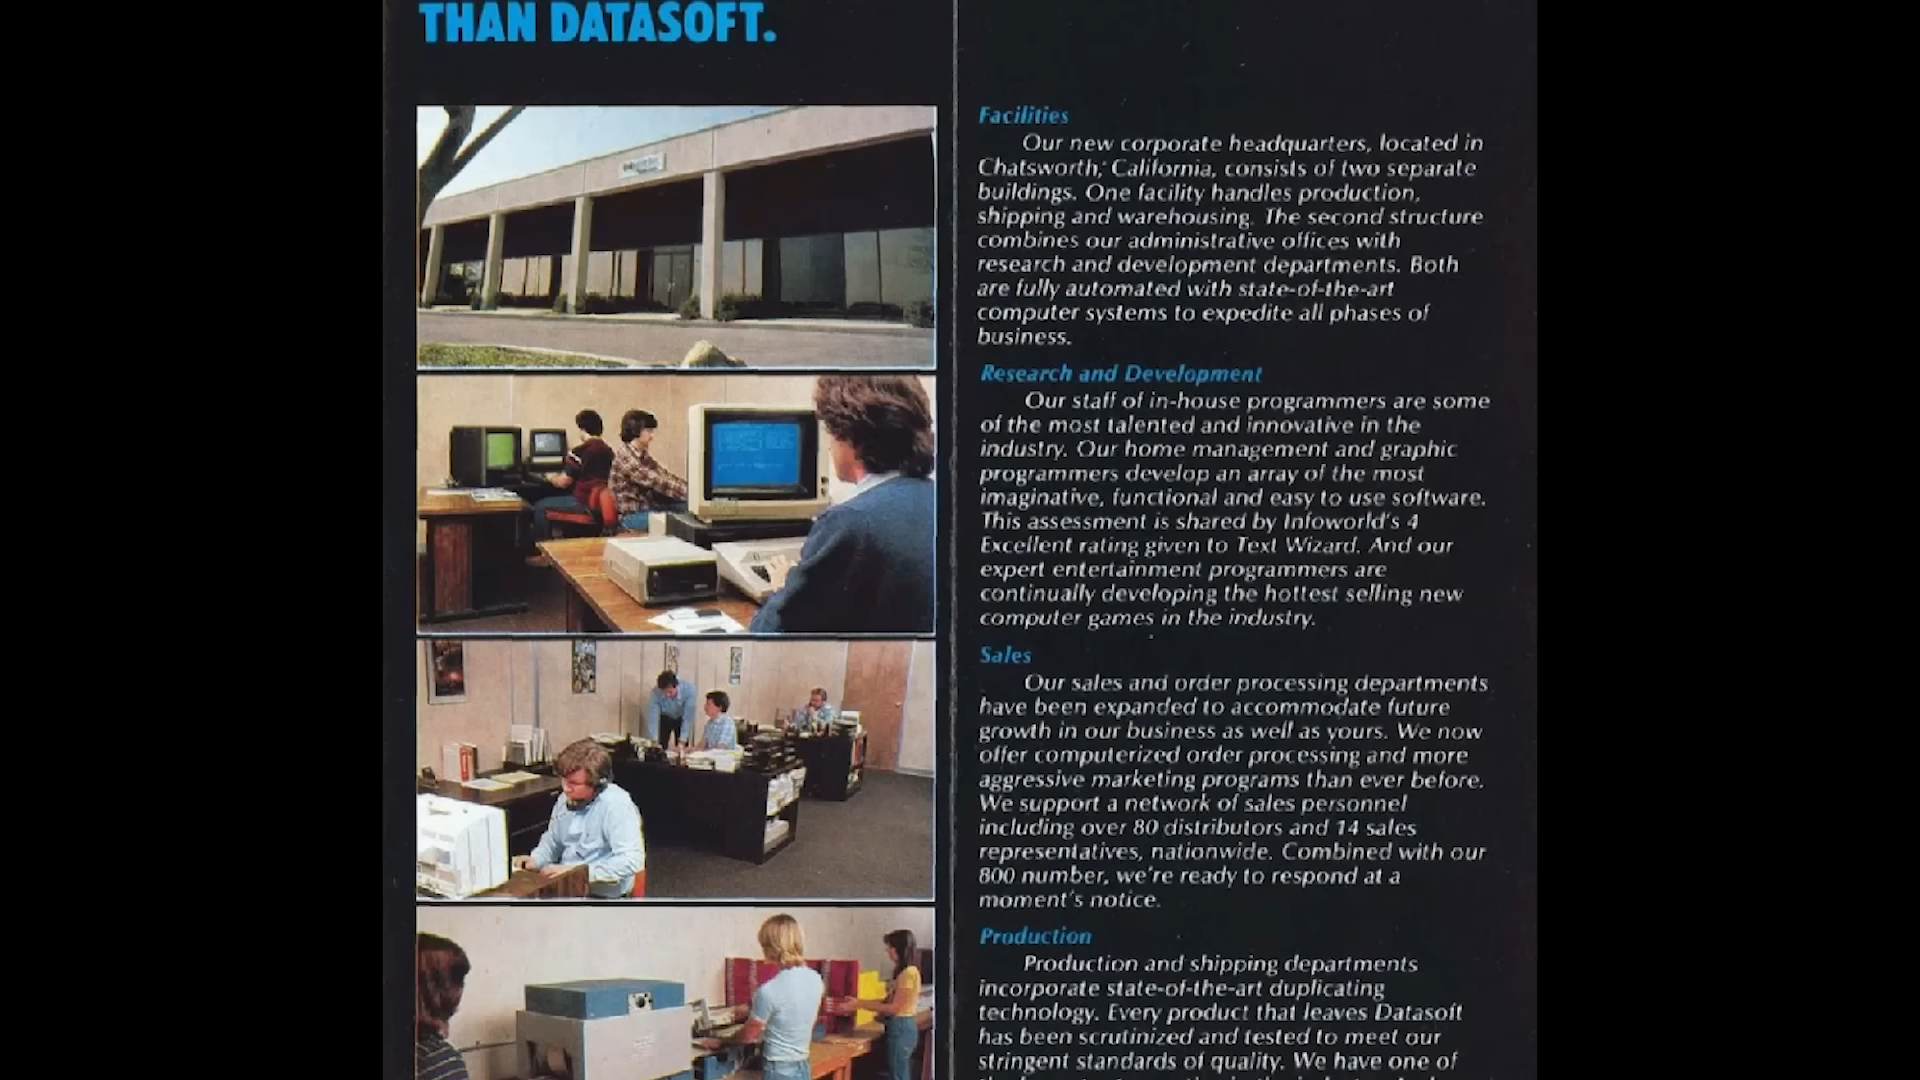 THAN DATASOFT.
Facilities
Our new corporate headquarters, located in
Chatsworth, California, consists of two separate
buildings. One facility handles production,
shipping and warehousing. The second structure
combines our administrative offices with
research and development departments. Both
are fully automated with state-of-the-art
computer systems to expedite all phases of
business.
Research and Development
Our staff of in-house programmers are some
of the most talented and innovative in the
industry. Our home management and graphic
programmers develop an array of the most
imaginative, functional and easy to use software.
This assessment is shared by Infoworld's 4
Excellent rating given to Text Wizard. And our
expert entertainment programmers are
continually developing the hottest selling new
computer games in the industry.
Sales
Our sales and order processing departments
have been expanded to accommodate future
growth in our business as well as yours. We now
offer computerized order processing and more
aggressive marketing programs than ever before.
We support a network of sales personnel
including over 80 distributors and 14 sales
representatives, nationwide. Combined with our
800 number, we're ready to respond at a
moment's notice.
Production
Production and shipping departments
incorporate state-of-the-art duplicating
technology. Every product that leaves Datasoft
has been scrutinized and tested to meet our
stringent standards of quality. We have one of